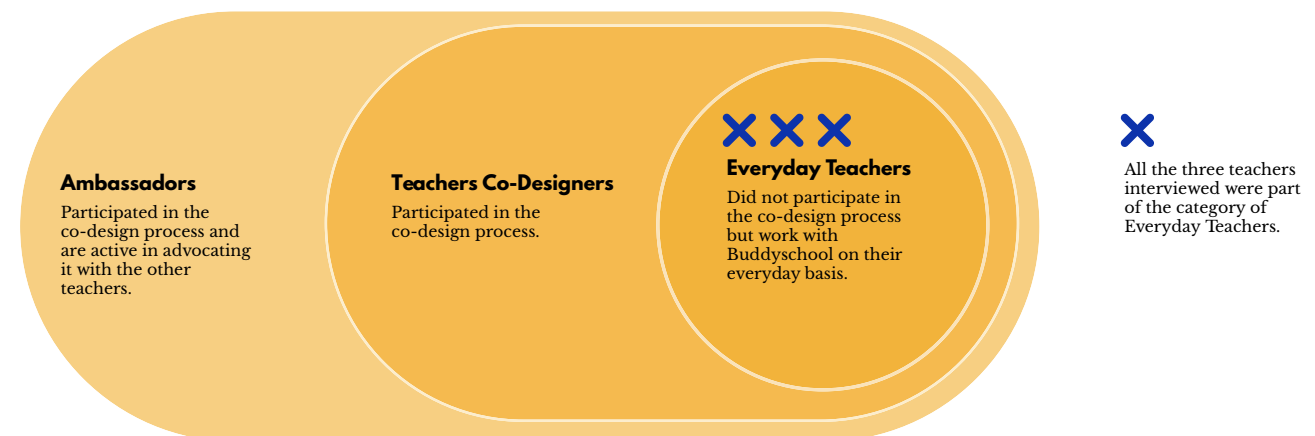 Ambassadors
Participated in the
co-design process and
are active in advocating
it with the other
teachers.
Teachers Co-Designers
Participated in the
co-design process.
Everyday Teachers
Did not participate in
the co-design process
but work with
Buddyschool on their
everyday basis.
All the three teachers
interviewed were part
of the category of
Everyday Teachers.